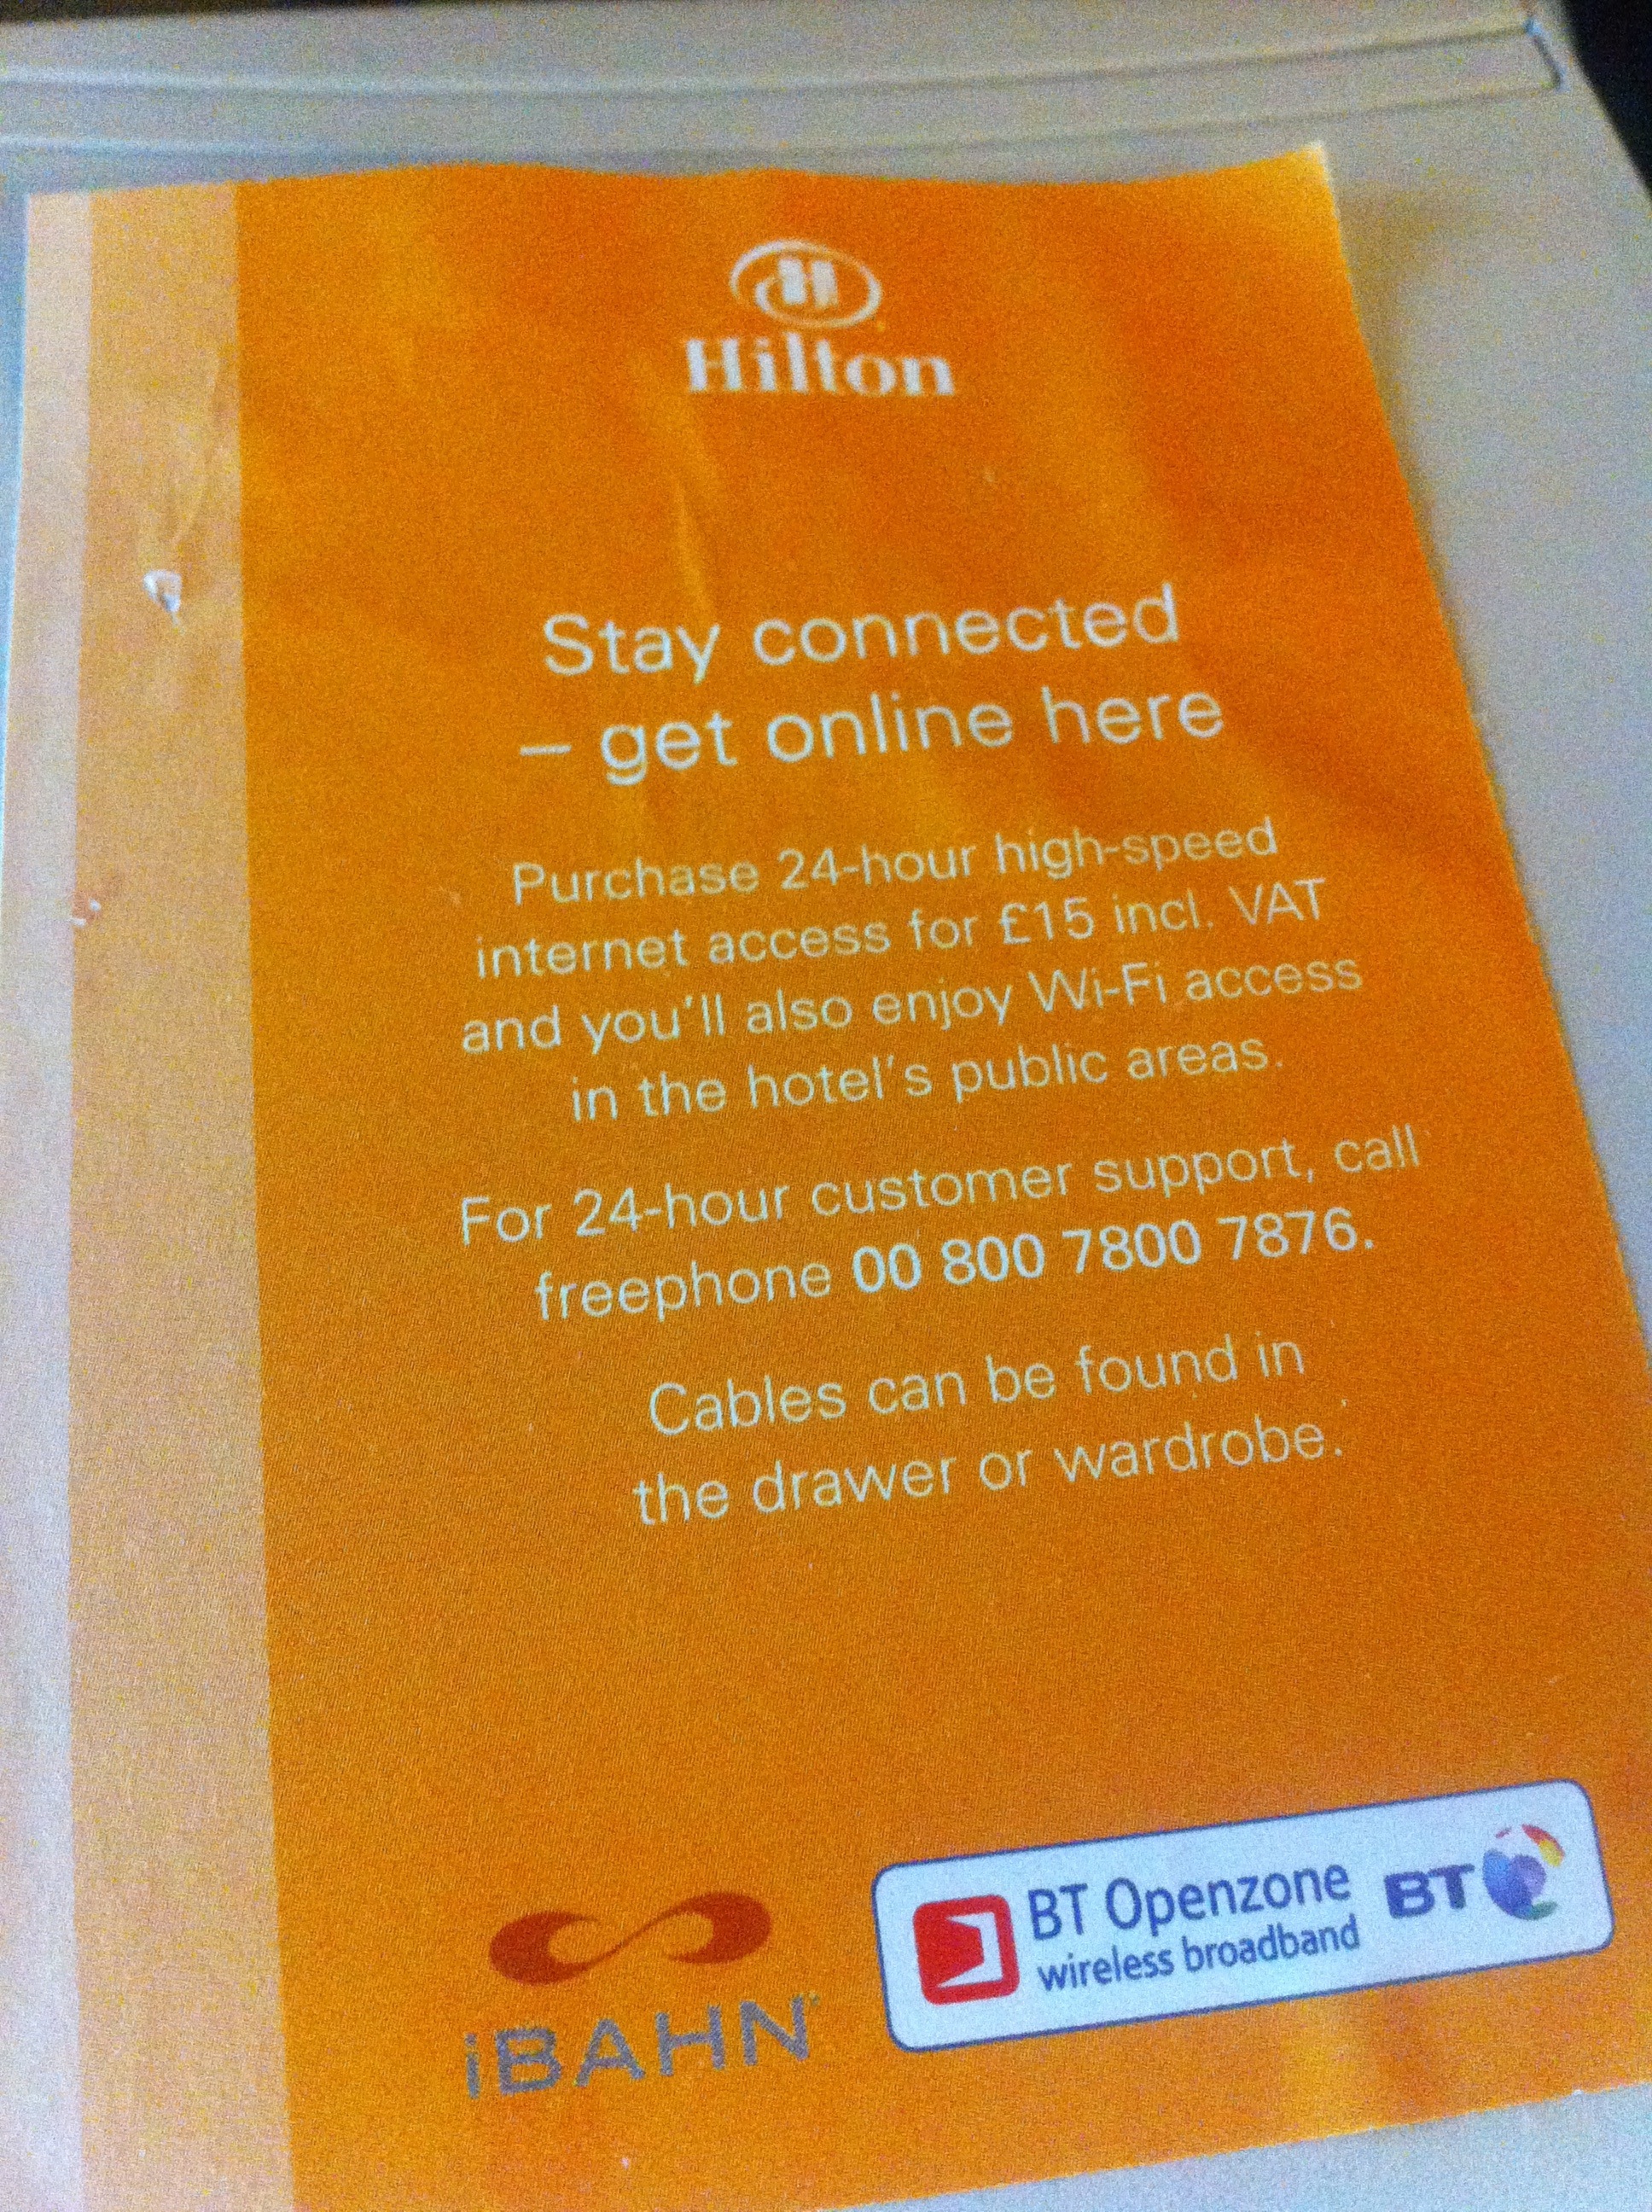 Hilton
Stay connected
– get online here
Purchase 24-hour high-speed
internet access for £15 incl. VAT
and you'll also enjoy Wi-Fi access
in the hotel's public areas.
For 24-hour customer support, call
freephone 00 800 7800 7876.
Cables can be found in
the drawer or wardrobe.
iBAHN
BT Openzone
wireless broadband
BT